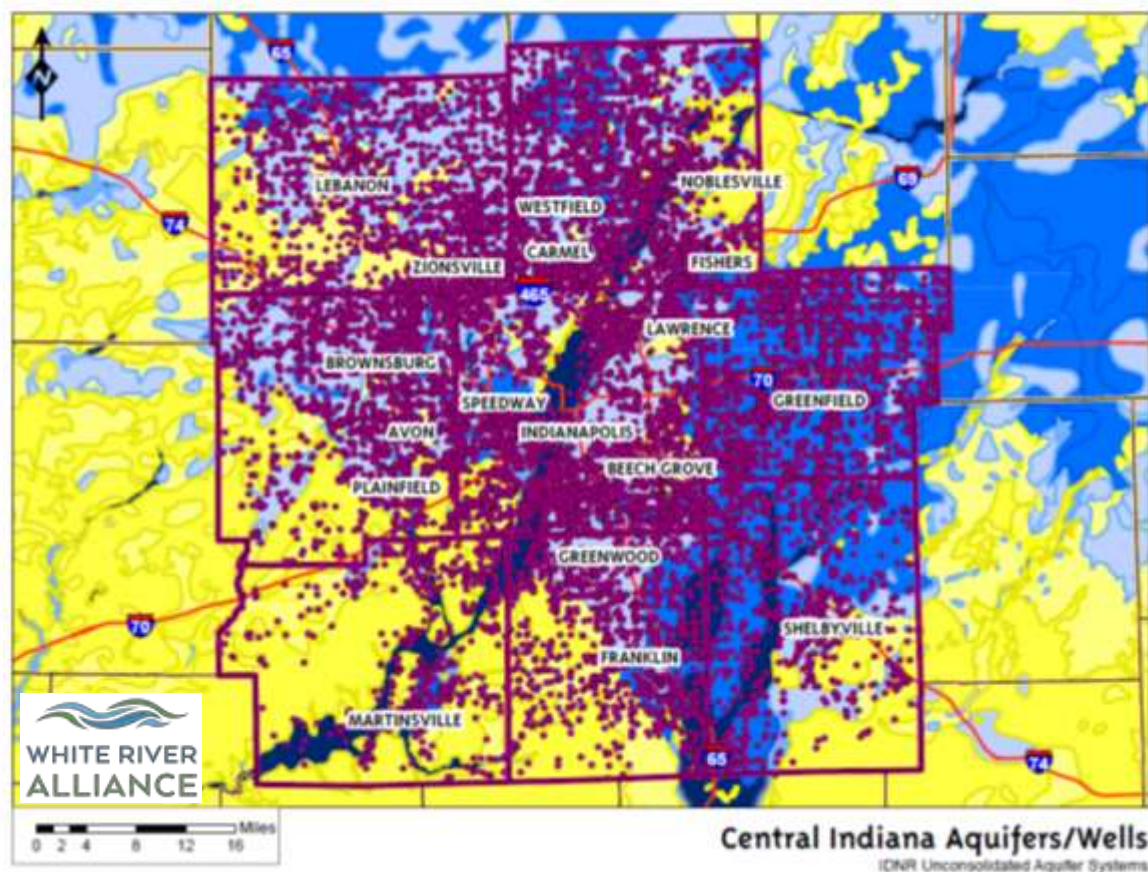 65
LEBANON
NOBLESVILLE
69
WESTFIELD
74
CARMEL
ZIONSVILLE
FISHERS
465
LAWRENCE
BROWNSBURG
70
SPEEDWAY
GREENFIELD
AVON
INDIANAPOLIS
BEECH GROVE
PLAINFIELD
GREENWOOD
70
SHELBYVILLE
FRANKLIN
MARTINSVILLE
WHITE RIVER
ALLIANCE
65
74
Miles
0 2 4 8 12 16
Central Indiana Aquifers/Wells
IDNR Unconsolidated Aquifer Systems